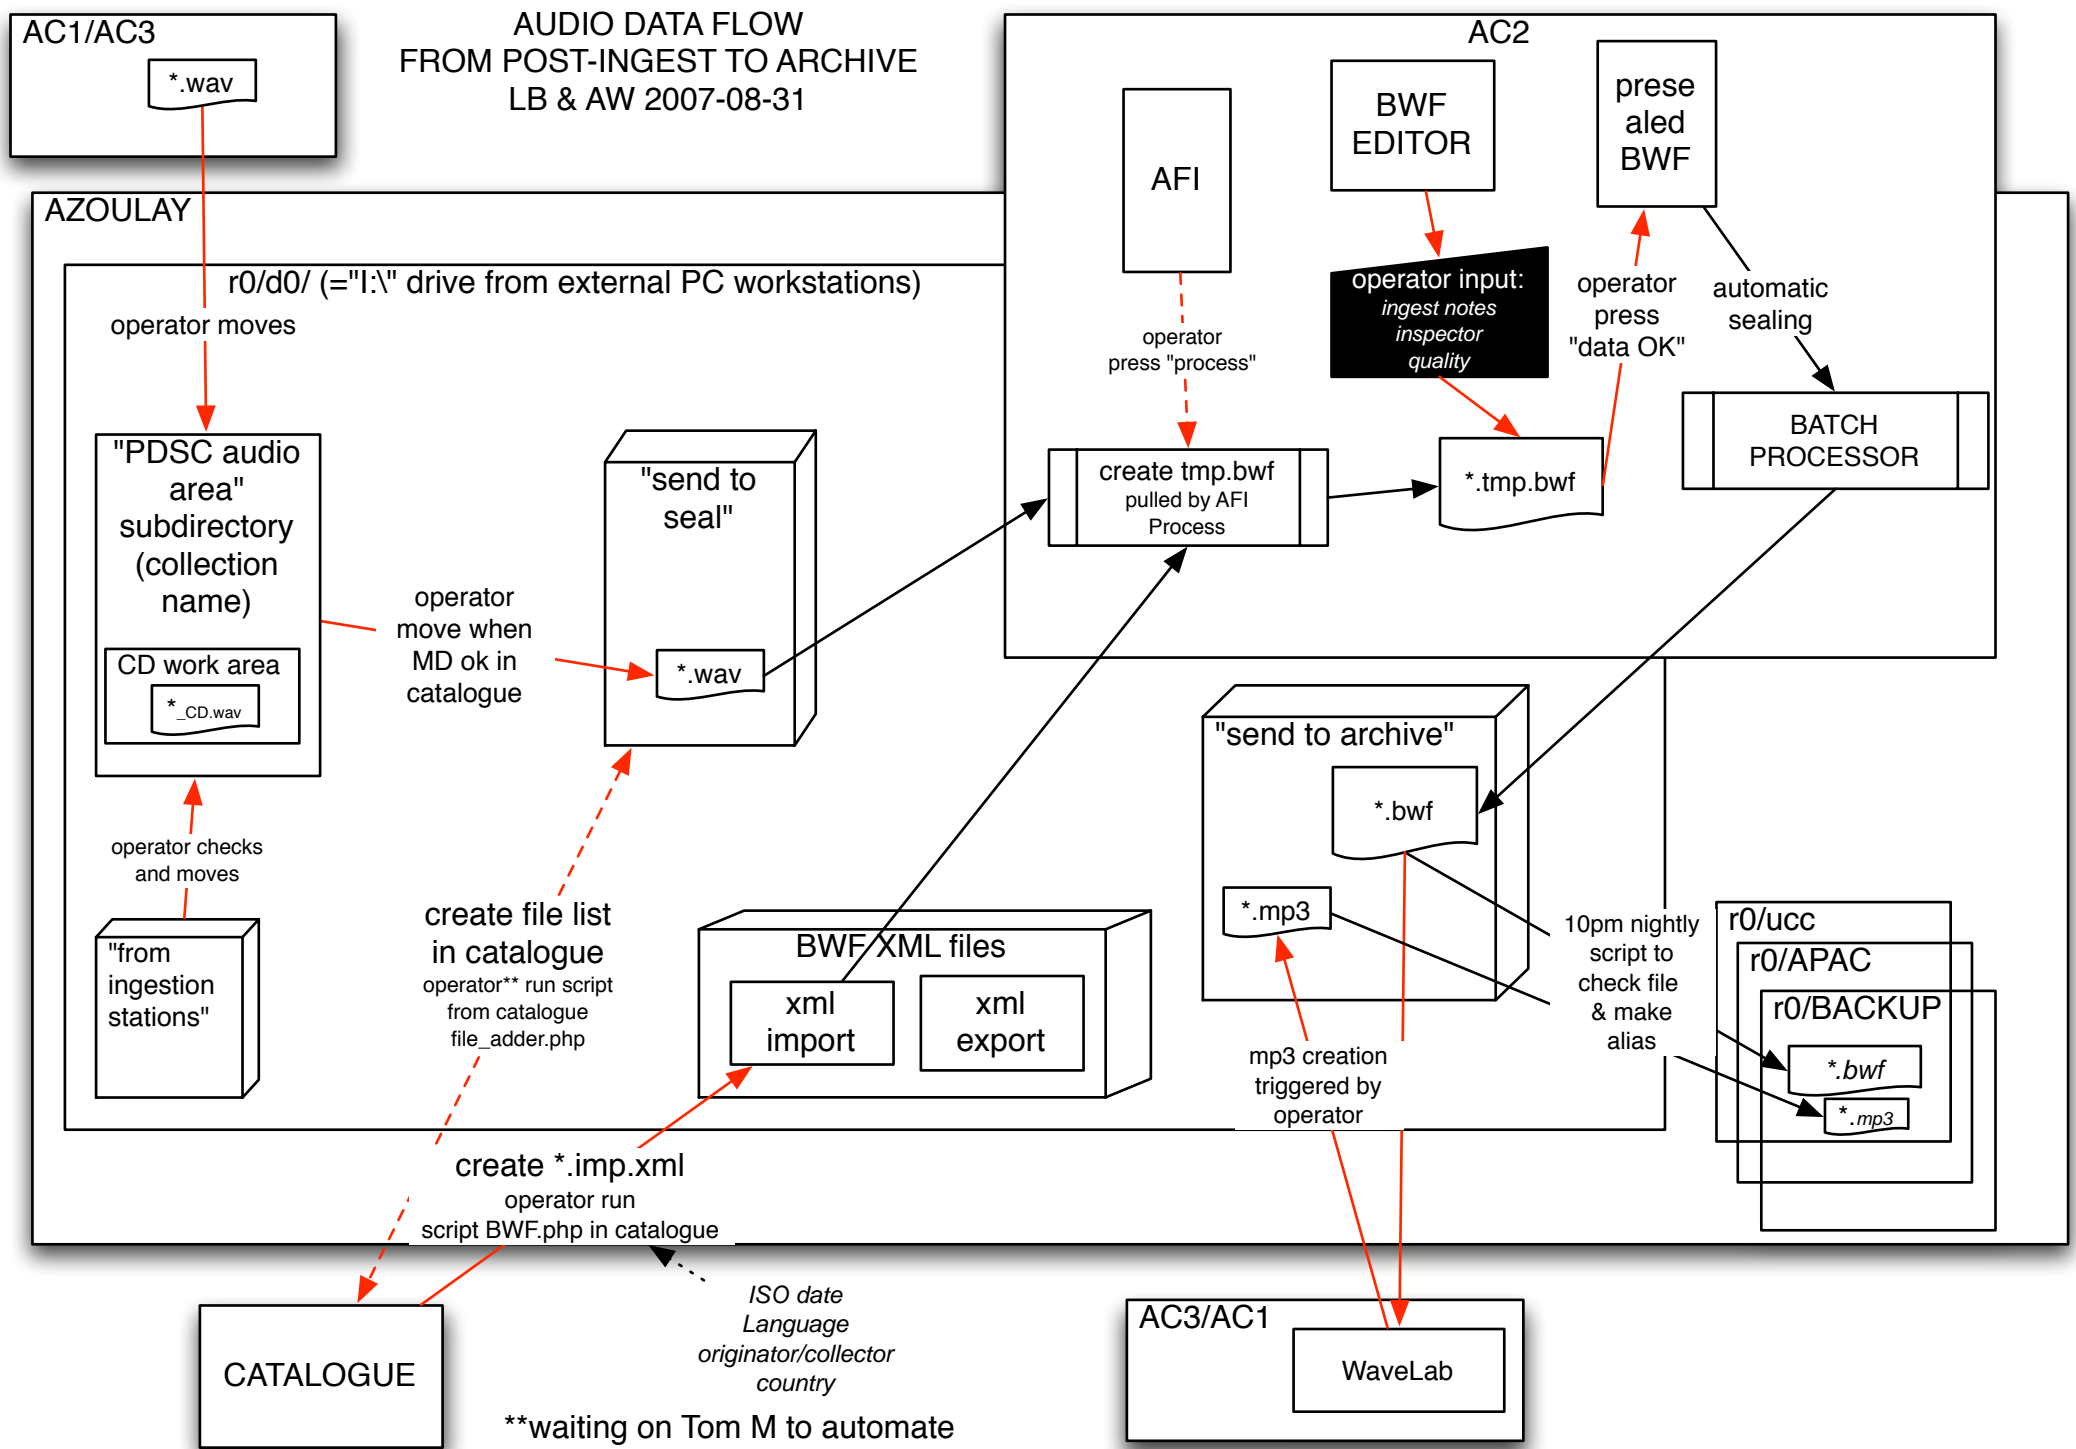 AC1/AC3
*.wav
AUDIO DATA FLOW
FROM POST-INGEST TO ARCHIVE
LB & AW 2007-08-31
AC2
AFI
BWF
EDITOR
prese
aled
BWF
operator input:
ingest notes
inspector
quality
operator
press
"data OK"
automatic
sealing
operator
press "process"
create tmp.bwf
pulled by AFI
Process
*.tmp.bwf
BATCH
PROCESSOR
AZOULAY
r0/d0/ (="I:\" drive from external PC workstations)
operator moves
"PDSC audio
area"
subdirectory
(collection
name)
CD work area
*_CD.wav
operator
move when
MD ok in
catalogue
"send to
seal"
*.wav
operator checks
and moves
"from
ingestion
stations"
create file list
in catalogue
operator** run script
from catalogue
file_adder.php
BWF XML files
xml
import
xml
export
"send to archive"
*.bwf
*.mp3
mp3 creation
triggered by
operator
10pm nightly
script to
check file
& make
alias
r0/ucc
r0/APAC
r0/BACKUP
*.bwf
*.mp3
create *.imp.xml
operator run
script BWF.php in catalogue
ISO date
Language
originator/collector
country
CATALOGUE
**waiting on Tom M to automate
AC3/AC1
WaveLab